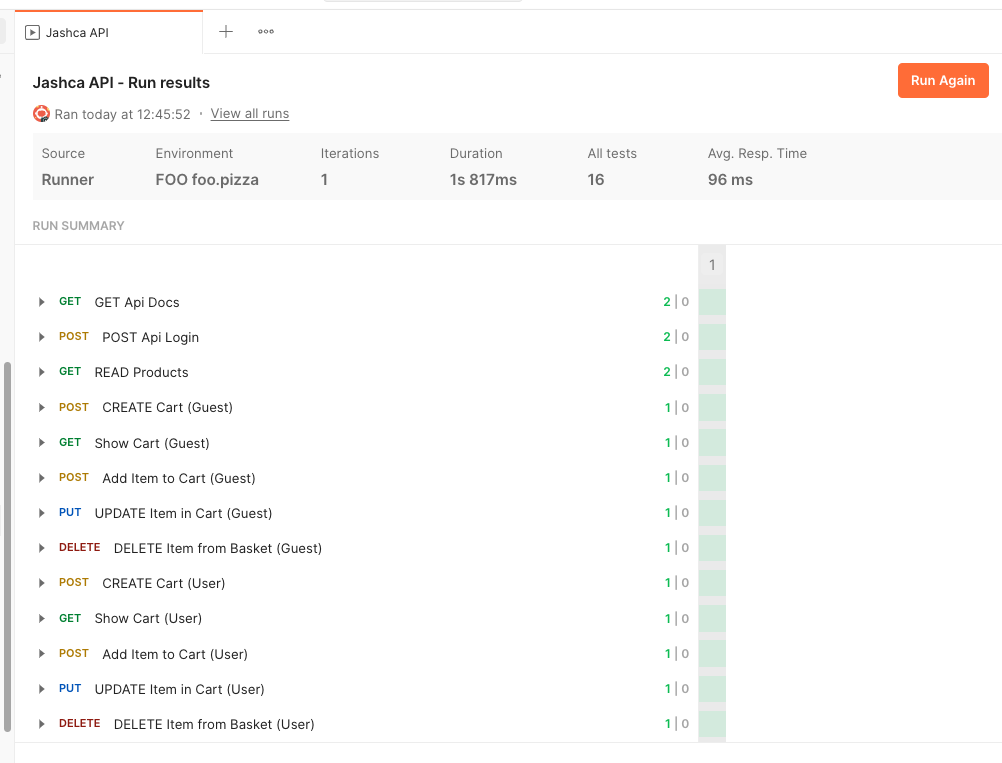 Jashca API
Jashca API - Run results
Run Again
Ran today at 12:45:52 · View all runs
Source Environment Iterations Duration All tests Avg. Resp. Time
Runner FOO foo.pizza 1 1s 817ms 16 96 ms
RUN SUMMARY
1
GET GET Api Docs 2 | 0
POST POST Api Login 2 | 0
GET READ Products 2 | 0
POST CREATE Cart (Guest) 1 | 0
GET Show Cart (Guest) 1 | 0
POST Add Item to Cart (Guest) 1 | 0
PUT UPDATE Item in Cart (Guest) 1 | 0
DELETE DELETE Item from Basket (Guest) 1 | 0
POST CREATE Cart (User) 1 | 0
GET Show Cart (User) 1 | 0
POST Add Item to Cart (User) 1 | 0
PUT UPDATE Item in Cart (User) 1 | 0
DELETE DELETE Item from Basket (User) 1 | 0